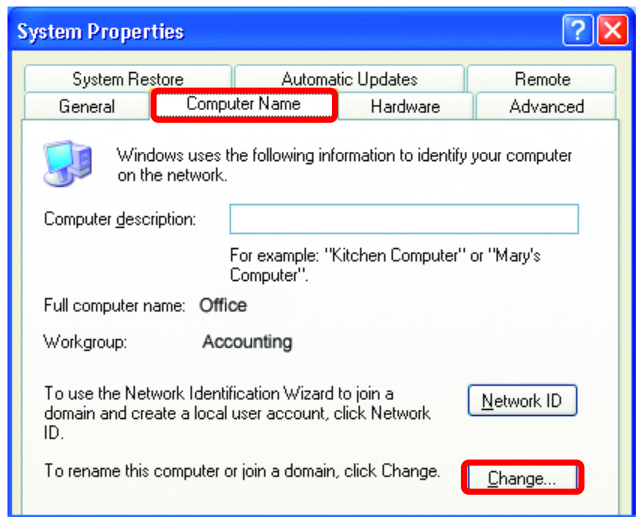 System Properties
System Restore Automatic Updates Remote
General Computer Name Hardware Advanced
Windows uses the following information to identify your computer
on the network.
Computer description:
For example: "Kitchen Computer" or "Mary's
Computer".
Full computer name: Office
Workgroup: Accounting
To use the Network Identification Wizard to join a
domain and create a local user account, click Network
ID.
Network ID
To rename this computer or join a domain, click Change.
Change...